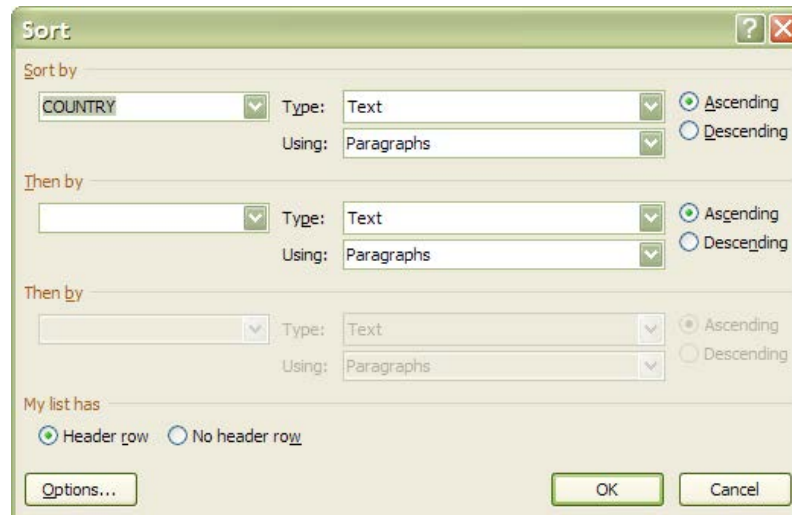 Sort
Sort by
COUNTRY Type: Text Ascending
Using: Paragraphs Descending
Then by
Type: Text Ascending
Using: Paragraphs Descending
Then by
Type: Text Ascending
Using: Paragraphs Descending
My list has
Header row No header row
Options... OK Cancel